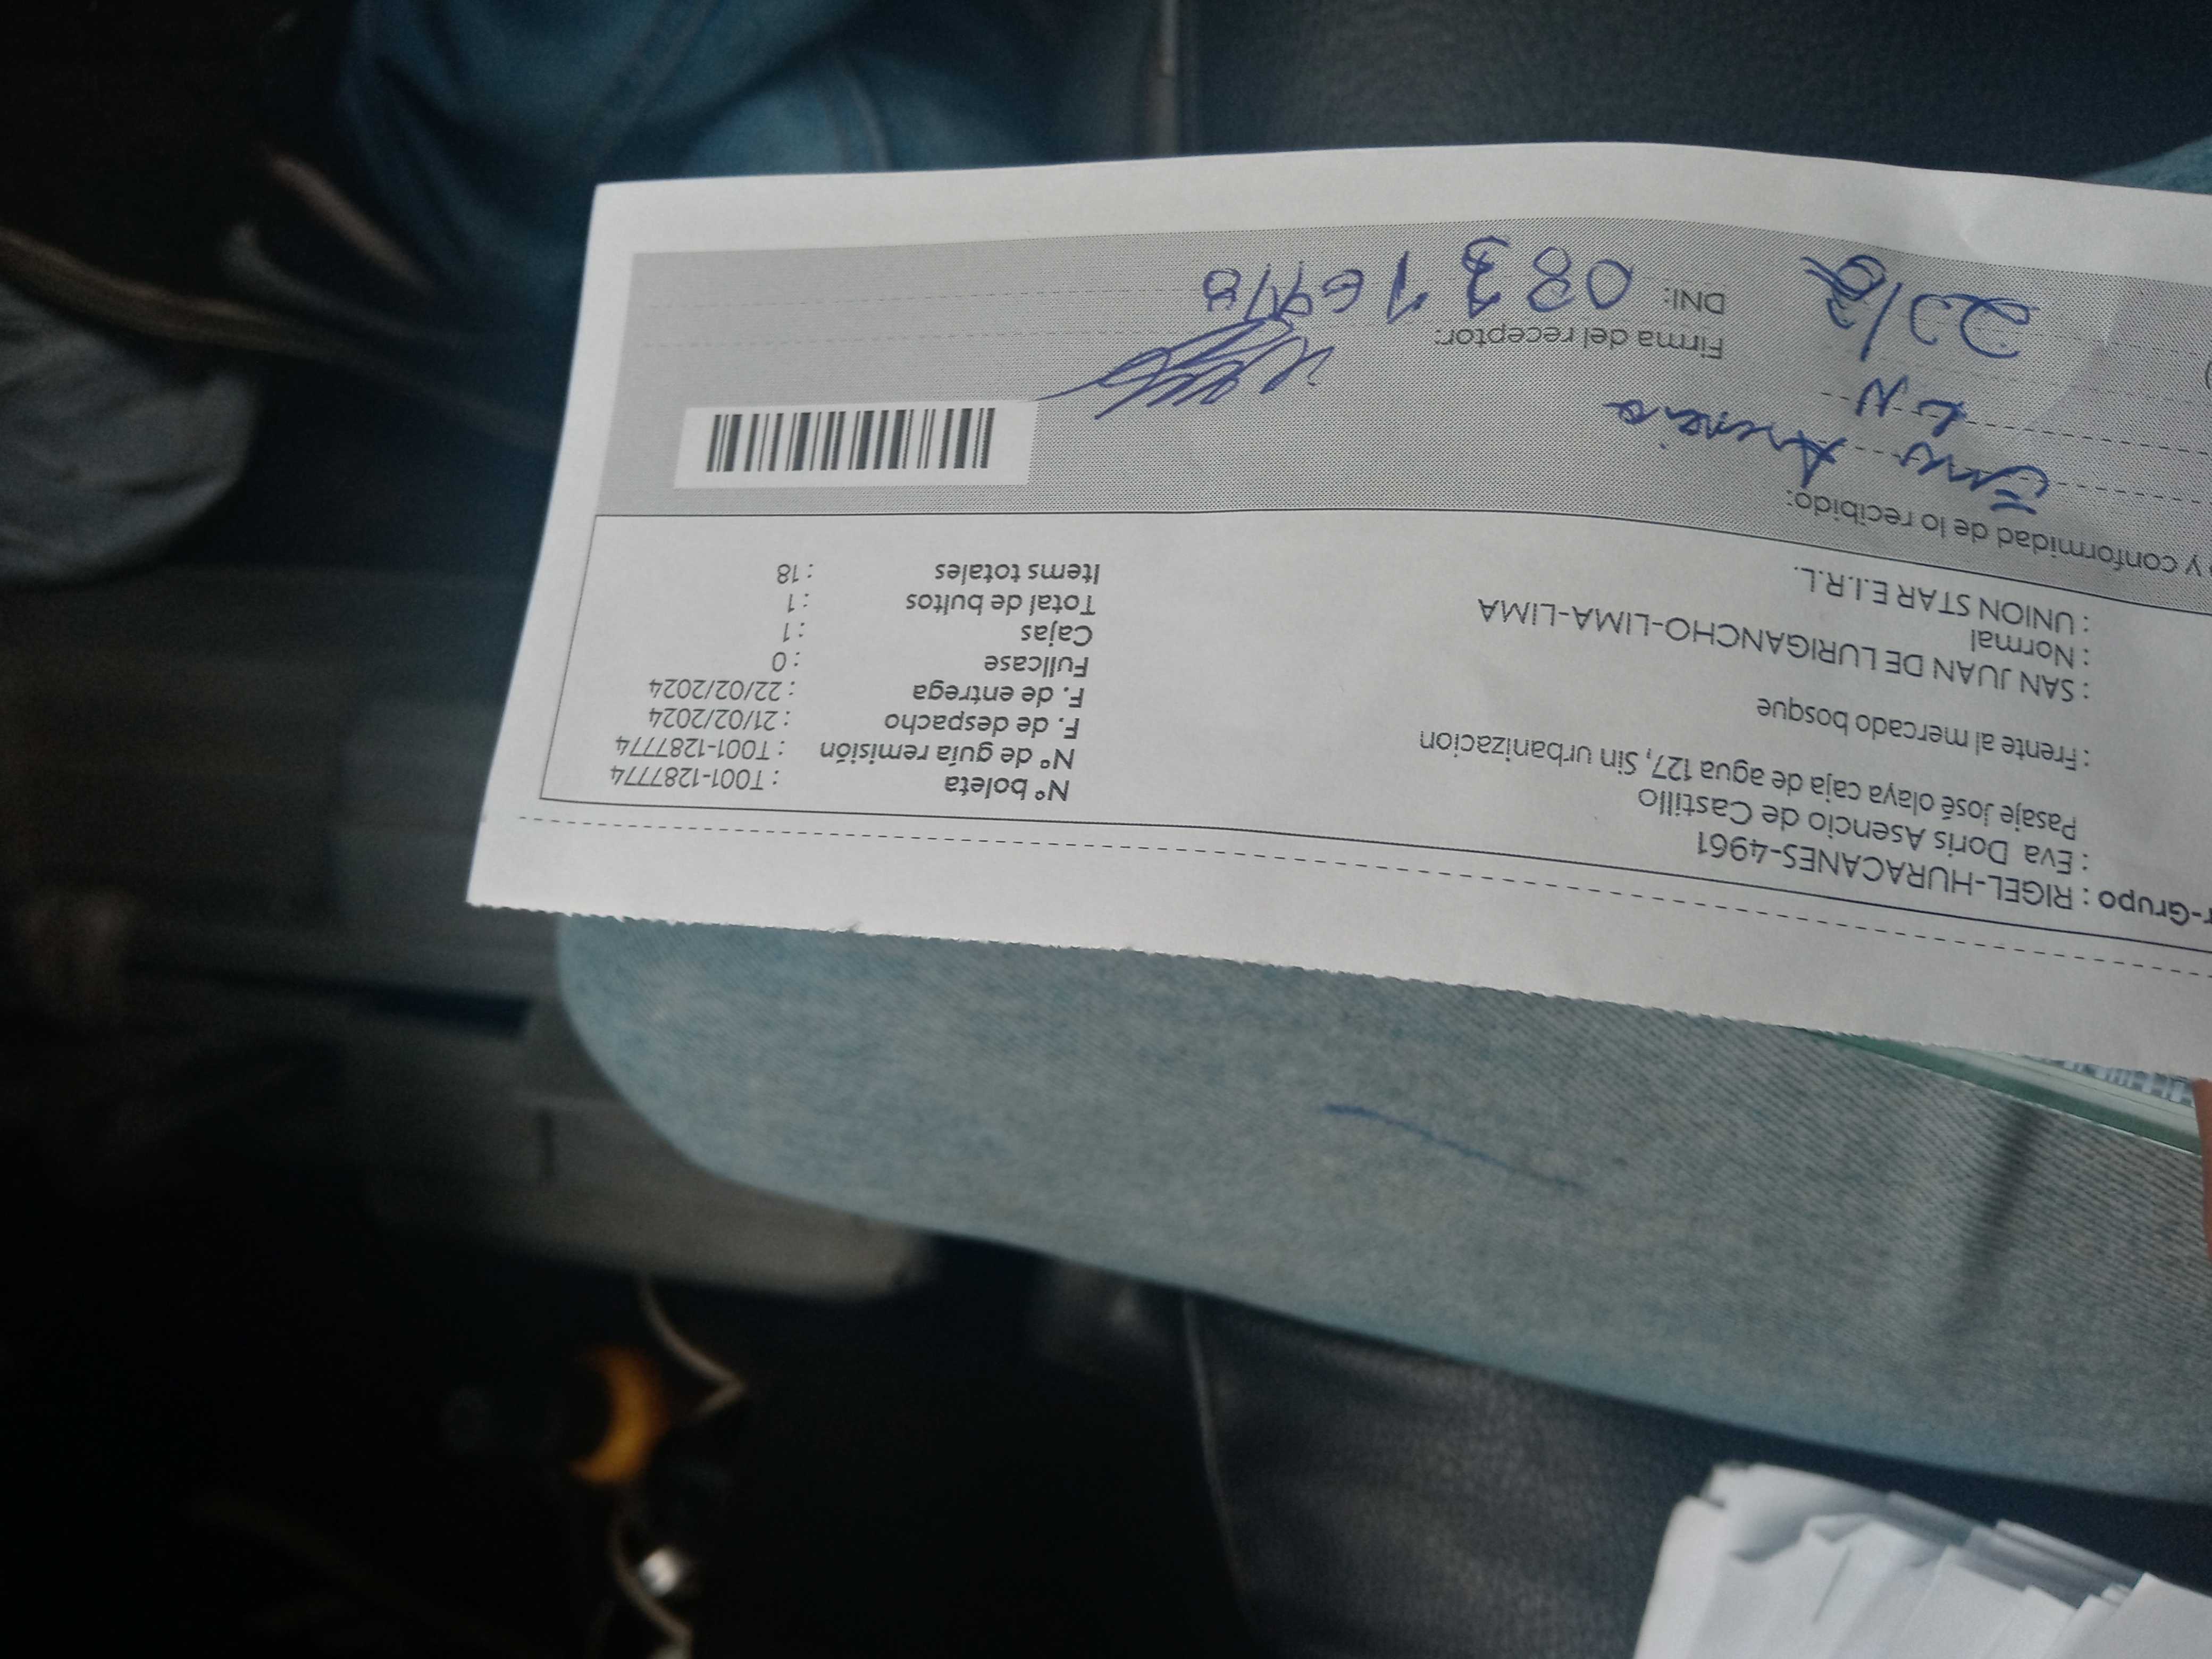 r-Grupo : RIGEL-HURACANES-4961
: Eva Doris Asencio de Castillo
Pasaje José olaya caja de agua 127, Sin urbanizacion
: Frente al mercado bosque
: SAN JUAN DE LURIGANCHO-LIMA-LIMA
: Normal
: UNION STAR E.I.R.L.
N° boleta : T001-1287774
N° de guía remisión : T001-1287774
F. de despacho : 21/02/2024
F. de entrega : 22/02/2024
Fullcase : 0
Cajas : 1
Total de bultos : 1
Items totales : 18
y conformidad de lo recibido:
Firma del receptor:
DNI: